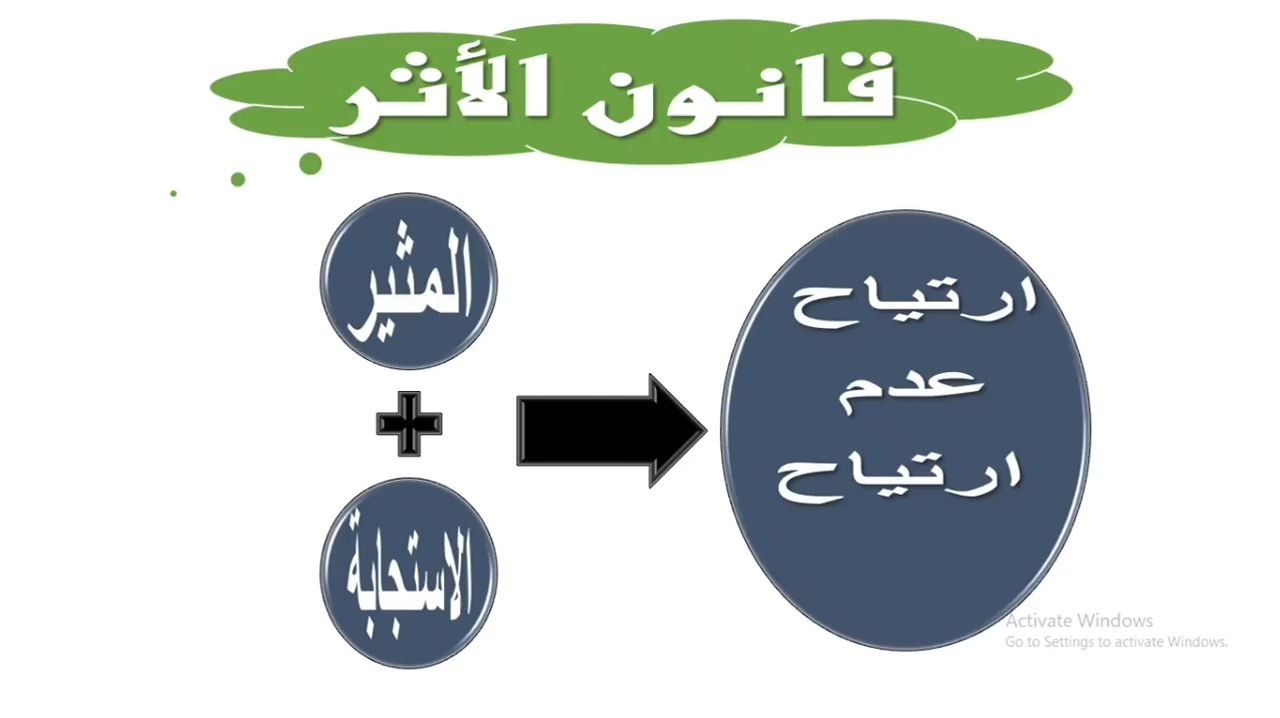 قانون الأثر
المثير
+
الاستجابة
ارتياح
عدم
ارتياح
Activate Windows
Go to Settings to activate Windows.